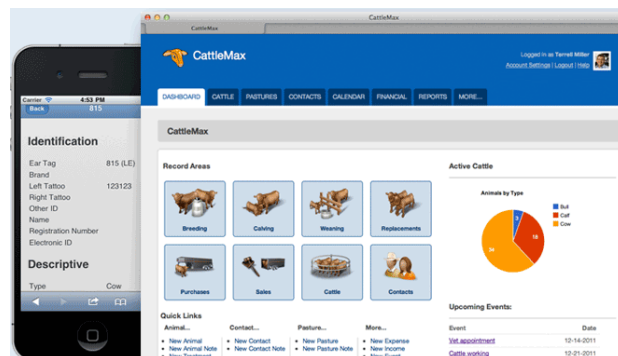 Carrier 4:53 PM
Back 815
Identification
Ear Tag 815 (LE)
Brand
Left Tattoo 123123
Right Tattoo
Other ID
Name
Registration Number
Electronic ID
Descriptive
Type Cow
CattleMax
CattleMax
CattleMax
Logged in as Terrell Miller
Account Settings | Logout | Help
DASHBOARD CATTLE PASTURES CONTACTS CALENDAR FINANCIAL REPORTS MORE...
CattleMax
Record Areas
Breeding Calving Weaning Replacements
Purchases Sales Cattle Contacts
Quick Links
Animal... Contact... Pasture... More...
• New Animal • New Contact • New Pasture • New Expense
• New Animal Note • New Contact Note • New Pasture Note • New Income
Active Cattle
Animals by Type
Bull
Calf
Cow
3
18
Upcoming Events:
Event Date
Vet appointment 12-14-2011
Cattle working 12-21-2011